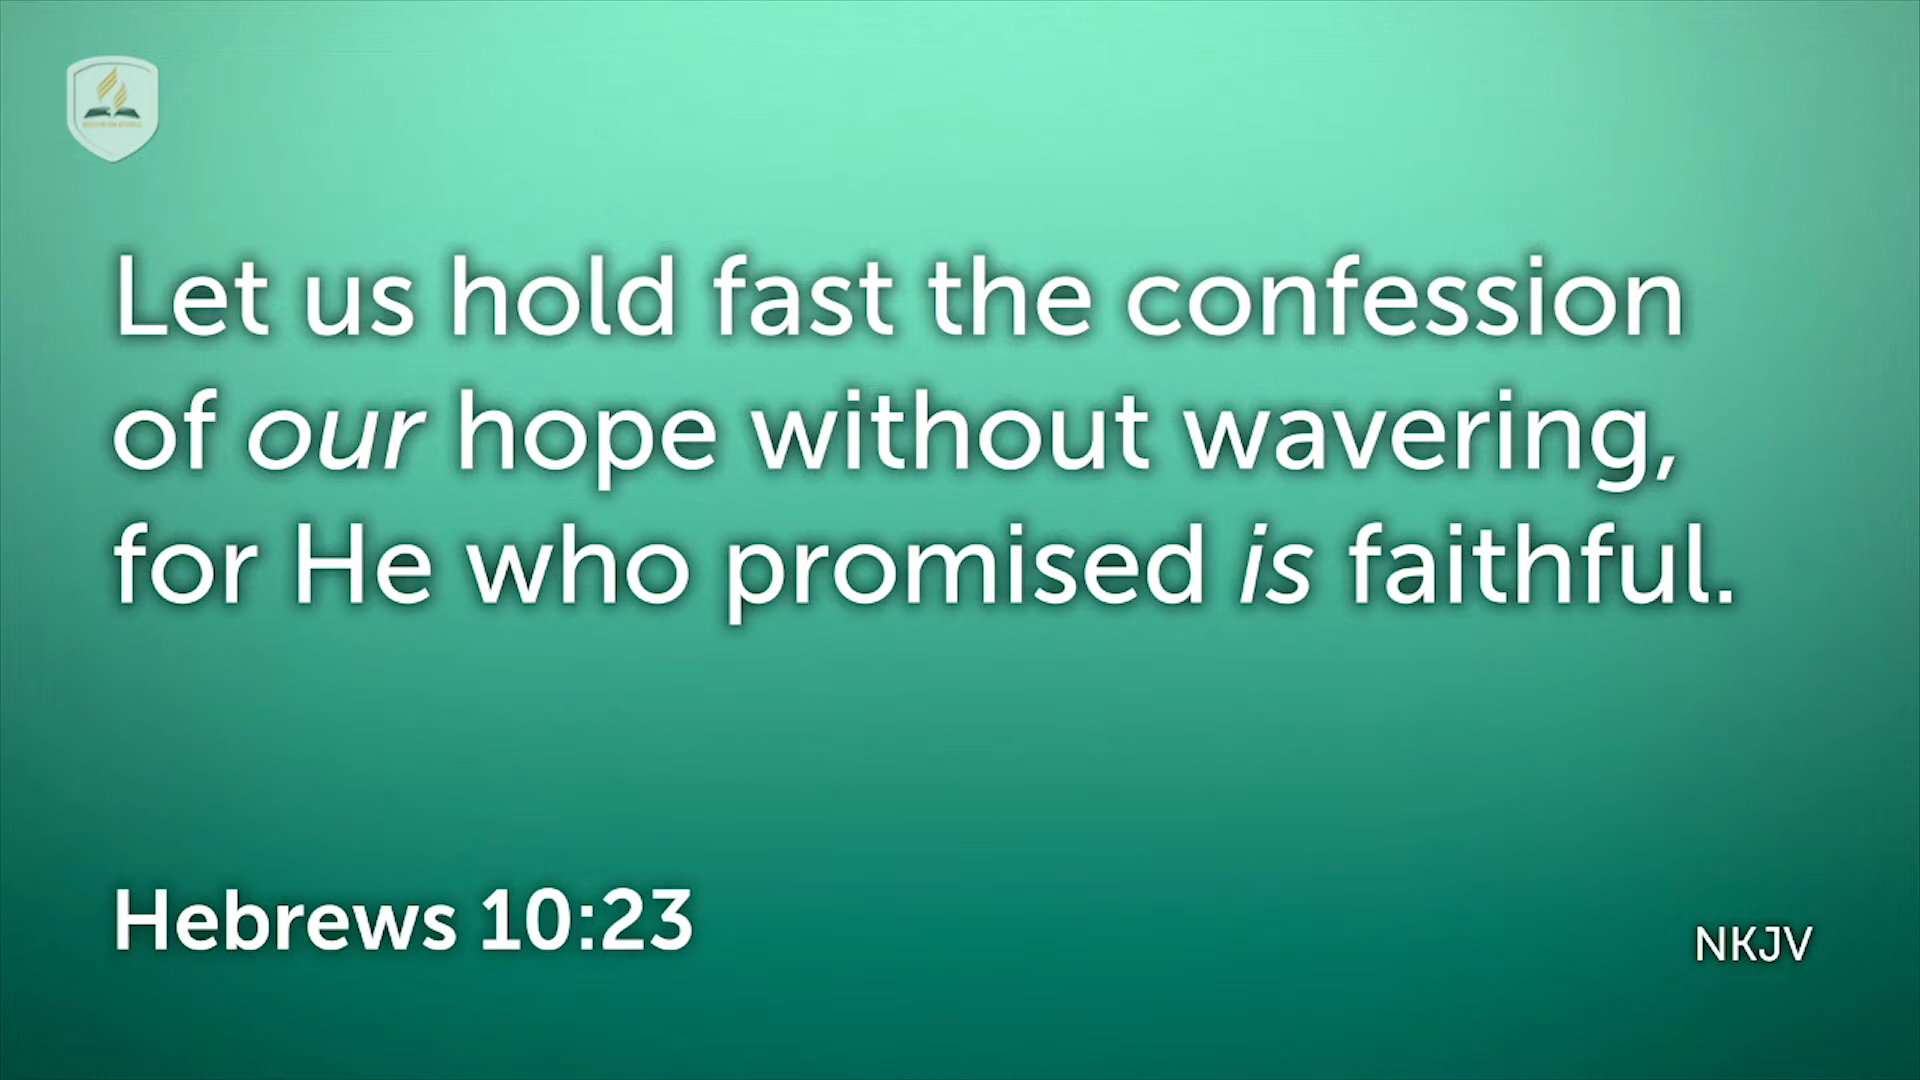 Let us hold fast the confession
of our hope without wavering,
for He who promised is faithful.
Hebrews 10:23
NKJV